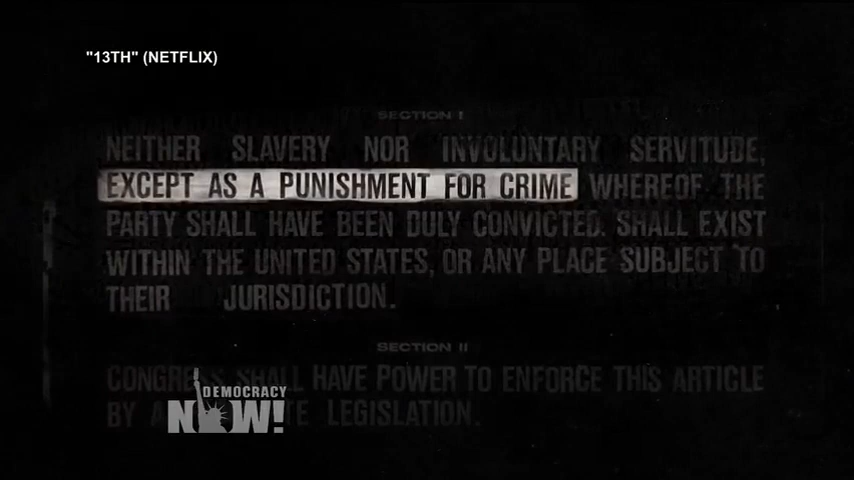 "13TH" (NETFLIX)
SECTION I
NEITHER SLAVERY NOR INVOLUNTARY SERVITUDE,
EXCEPT AS A PUNISHMENT FOR CRIME WHEREOF THE
PARTY SHALL HAVE BEEN DULY CONVICTED. SHALL EXIST
WITHIN THE UNITED STATES, OR ANY PLACE SUBJECT TO
THEIR JURISDICTION.
SECTION II
CONGRESS SHALL HAVE POWER TO ENFORCE THIS ARTICLE
BY LEGISLATION.
DEMOCRACY
NOW!